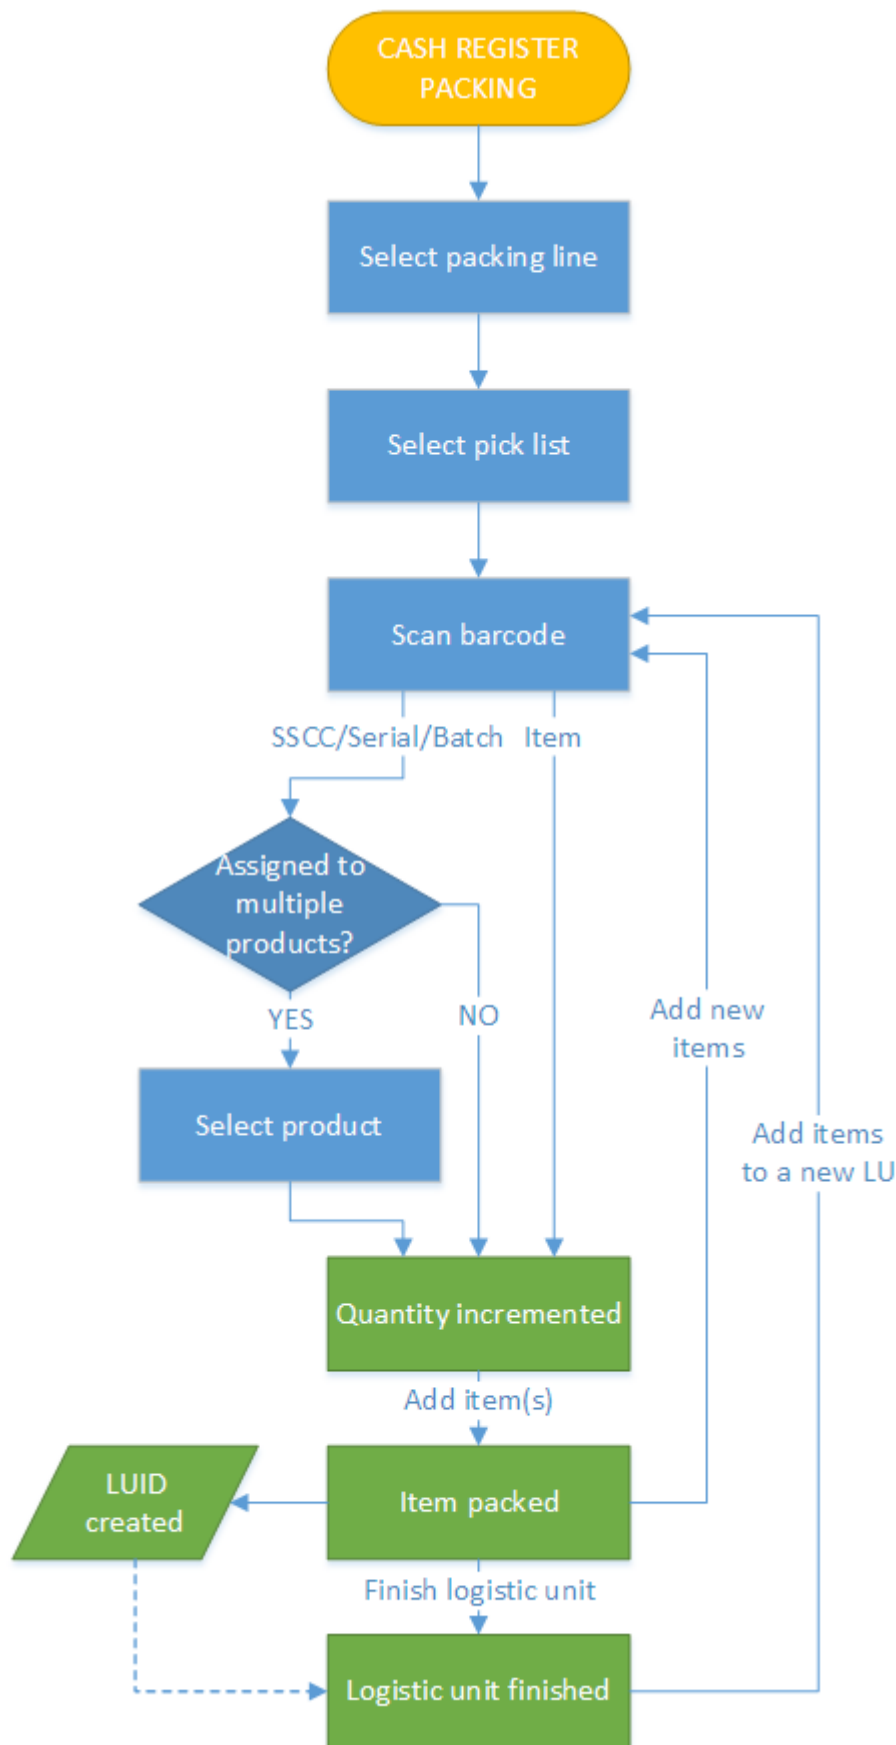 CASH REGISTER
PACKING
Select packing line
Select pick list
Scan barcode
SSCC/Serial/Batch
Item
Assigned to
multiple
products?
YES
NO
Add new
items
Select product
Add items
to a new LU
Quantity incremented
Add item(s)
LUID
created
Item packed
Finish logistic unit
Logistic unit finished